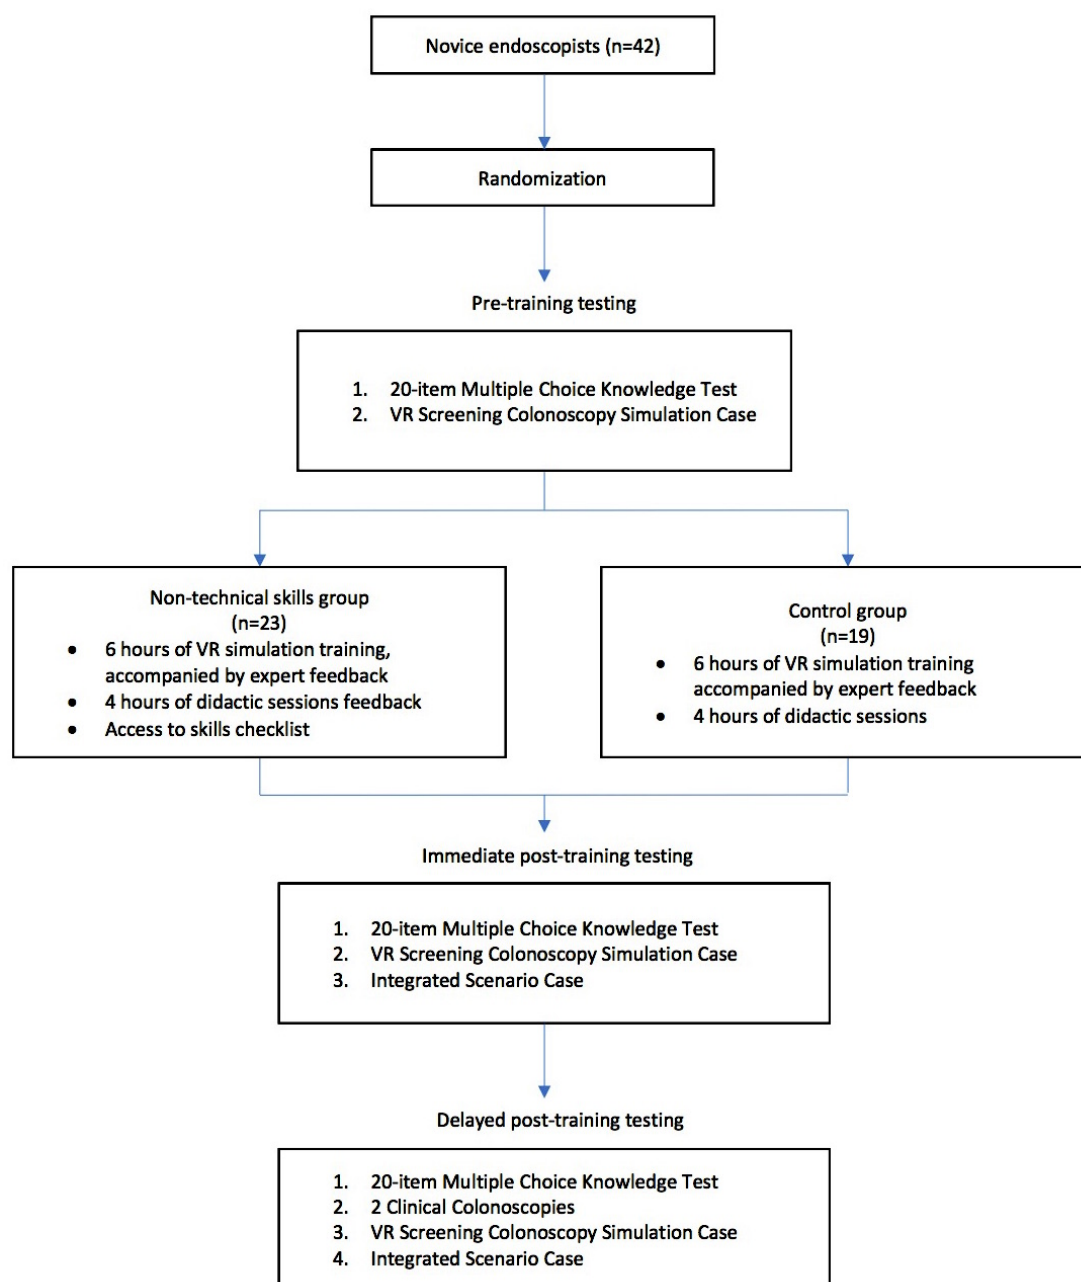 Novice endoscopists (n=42)
Randomization
Pre-training testing
1. 20-item Multiple Choice Knowledge Test
2. VR Screening Colonoscopy Simulation Case
Non-technical skills group
(n=23)
• 6 hours of VR simulation training,
accompanied by expert feedback
• 4 hours of didactic sessions feedback
• Access to skills checklist
Control group
(n=19)
• 6 hours of VR simulation training
accompanied by expert feedback
• 4 hours of didactic sessions
Immediate post-training testing
1. 20-item Multiple Choice Knowledge Test
2. VR Screening Colonoscopy Simulation Case
3. Integrated Scenario Case
Delayed post-training testing
1. 20-item Multiple Choice Knowledge Test
2. 2 Clinical Colonoscopies
3. VR Screening Colonoscopy Simulation Case
4. Integrated Scenario Case